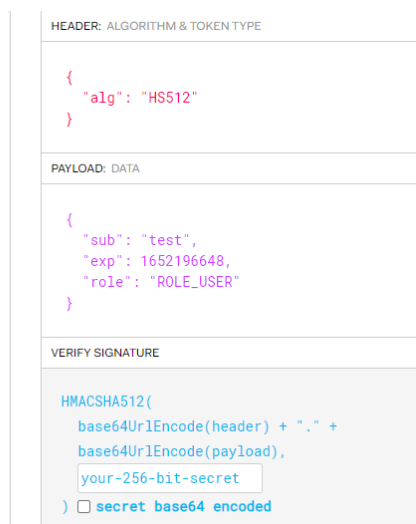 HEADER: ALGORITHM & TOKEN TYPE
{
"alg": "HS512"
}
PAYLOAD: DATA
{
"sub": "test",
"exp": 1652196648,
"role": "ROLE_USER"
}
VERIFY SIGNATURE
HMACSHA512(
base64UrlEncode(header) + "." +
base64UrlEncode(payload),
your-256-bit-secret
) secret base64 encoded